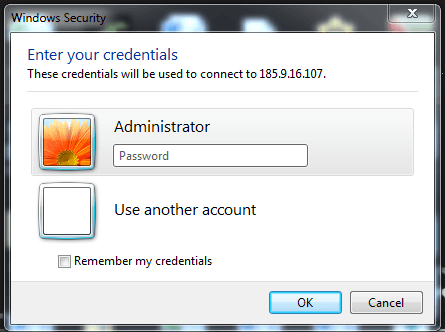 Windows Security
Enter your credentials
These credentials will be used to connect to 185.9.16.107.
Administrator
Password
Use another account
Remember my credentials
OK
Cancel